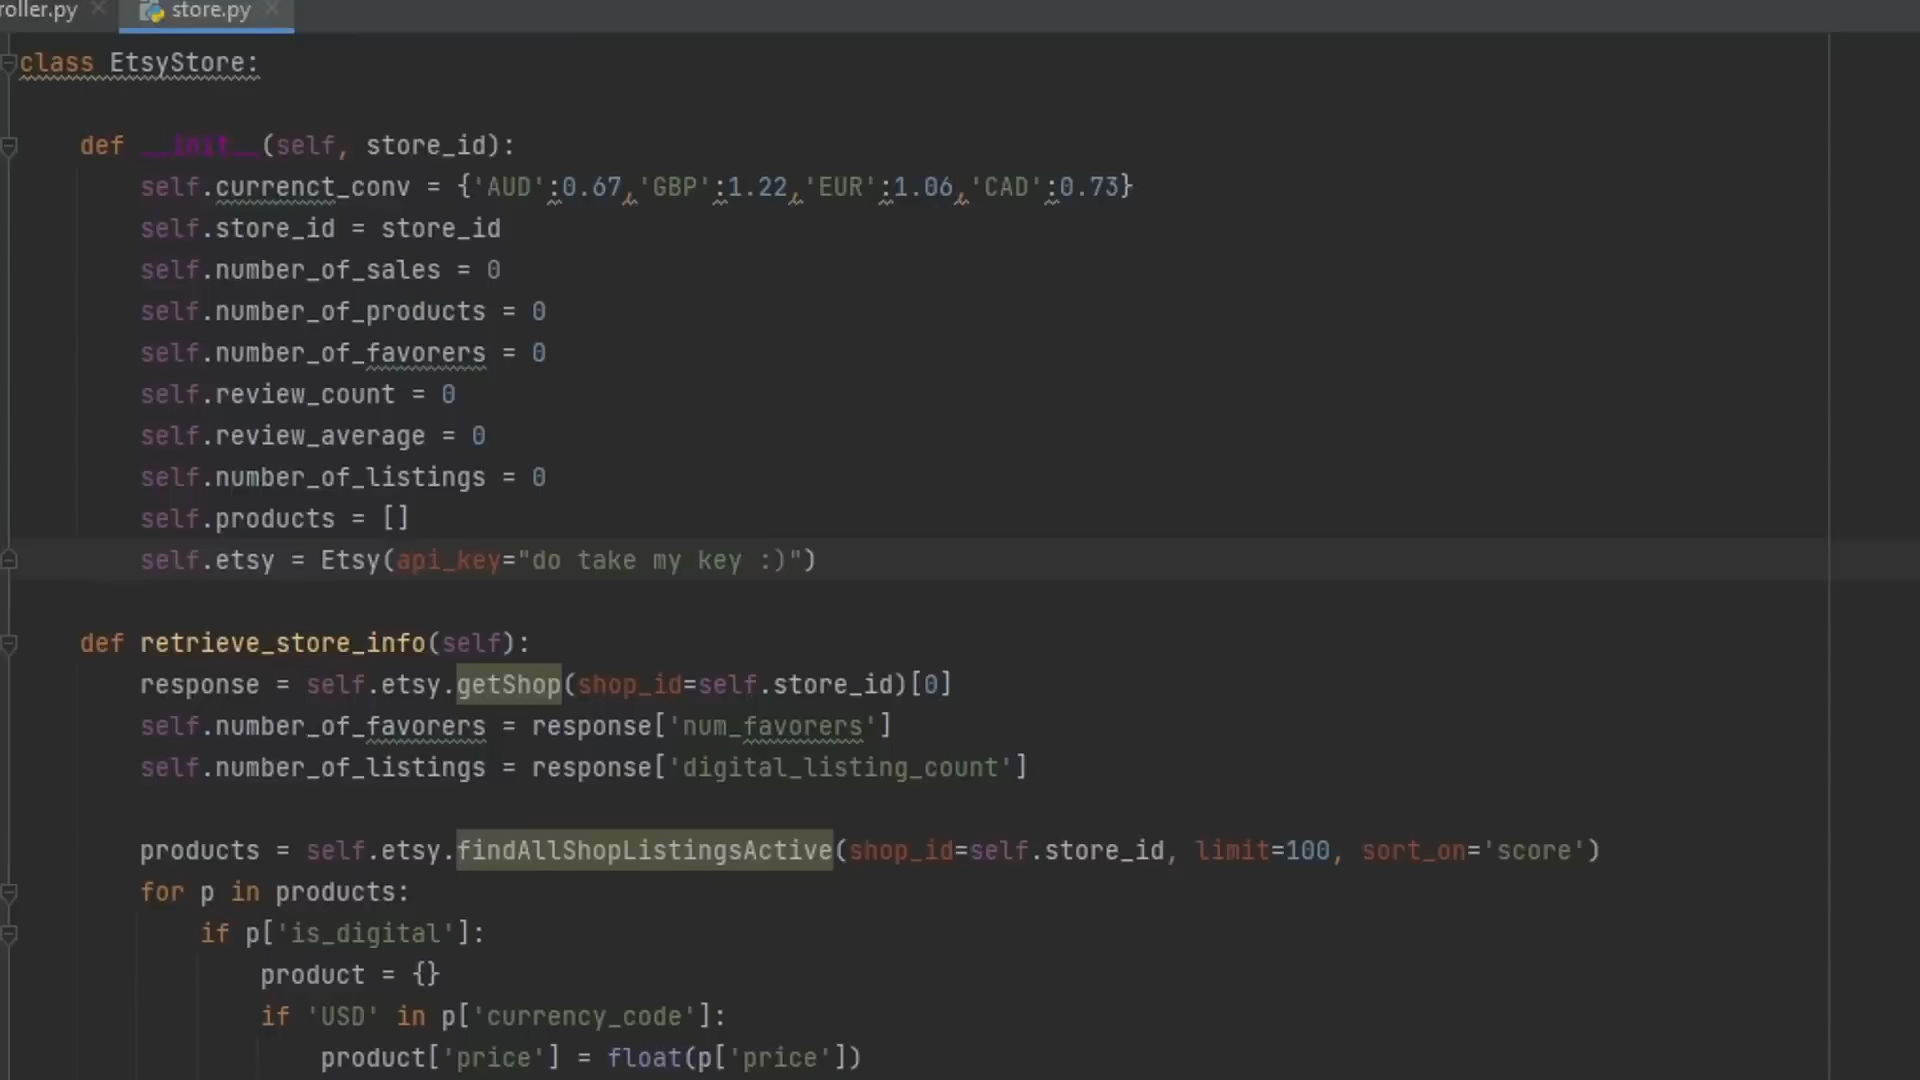 roller.py
store.py
class EtsyStore:
def __init__(self, store_id):
self.currenct_conv = {'AUD':0.67,'GBP':1.22,'EUR':1.06,'CAD':0.73}
self.store_id = store_id
self.number_of_sales = 0
self.number_of_products = 0
self.number_of_favorers = 0
self.review_count = 0
self.review_average = 0
self.number_of_listings = 0
self.products = []
self.etsy = Etsy(api_key="do take my key :)")
def retrieve_store_info(self):
response = self.etsy.getShop(shop_id=self.store_id)[0]
self.number_of_favorers = response['num_favorers']
self.number_of_listings = response['digital_listing_count']
products = self.etsy.findAllShopListingsActive(shop_id=self.store_id, limit=100, sort_on='score')
for p in products:
if p['is_digital']:
product = {}
if 'USD' in p['currency_code']:
product['price'] = float(p['price'])